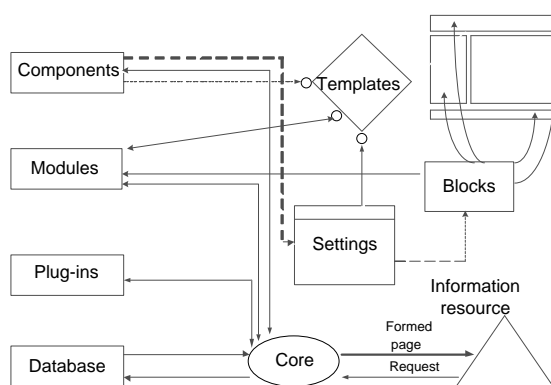 Components
Templates
Modules
Blocks
Settings
Plug-ins
Information
resource
Formed
page
Database
Core
Request